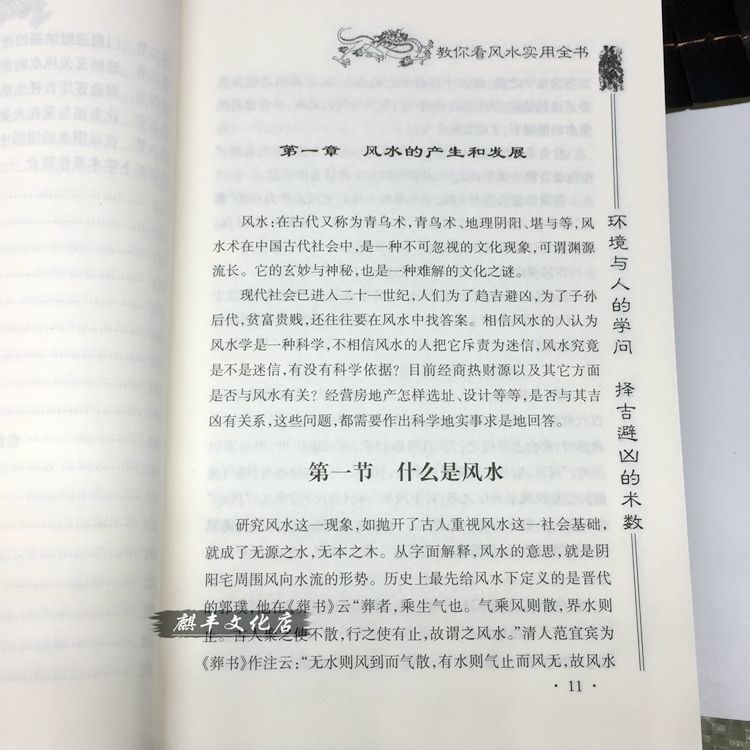 教你看风水实用全书
第一章 风水的产生和发展
风水:在古代又称为青乌术,青鸟术、地理阴阳、堪与等,风
水术在中国古代社会中,是一种不可忽视的文化现象,可谓渊源
流长。它的玄妙与神秘,也是一种难解的文化之谜。
现代社会已进入二十一世纪,人们为了趋吉避凶,为了子孙
后代,贫富贵贱,还往往要在风水中找答案。相信风水的人认为
风水学是一种科学,不相信风水的人把它斥责为迷信,风水究竟
是不是迷信,有没有科学依据?目前经商热财源以及其它方面
是否与风水有关?经营房地产怎样选址、设计等等,是否与其吉
凶有关系,这些问题,都需要作出科学地实事求是地回答。
第一节 什么是风水
研究风水这一现象,如抛开了古人重视风水这一社会基础,
就成了无源之水,无本之木。从字面解释,风水的意思,就是阴
阳宅周围风向水流的形势。历史上最先给风水下定义的是晋代
的郭璞,他在《葬书》云“葬者,乘生气也。气乘风则散,界水则
止。古人聚之使不散,行之使有止,故谓之风水。”清人范宜宾为
《葬书》作注云:“无水则风到而气散,有水则气止而风无,故风水
·11·
环境与人的学问 择吉避凶的术数
麒丰文化店